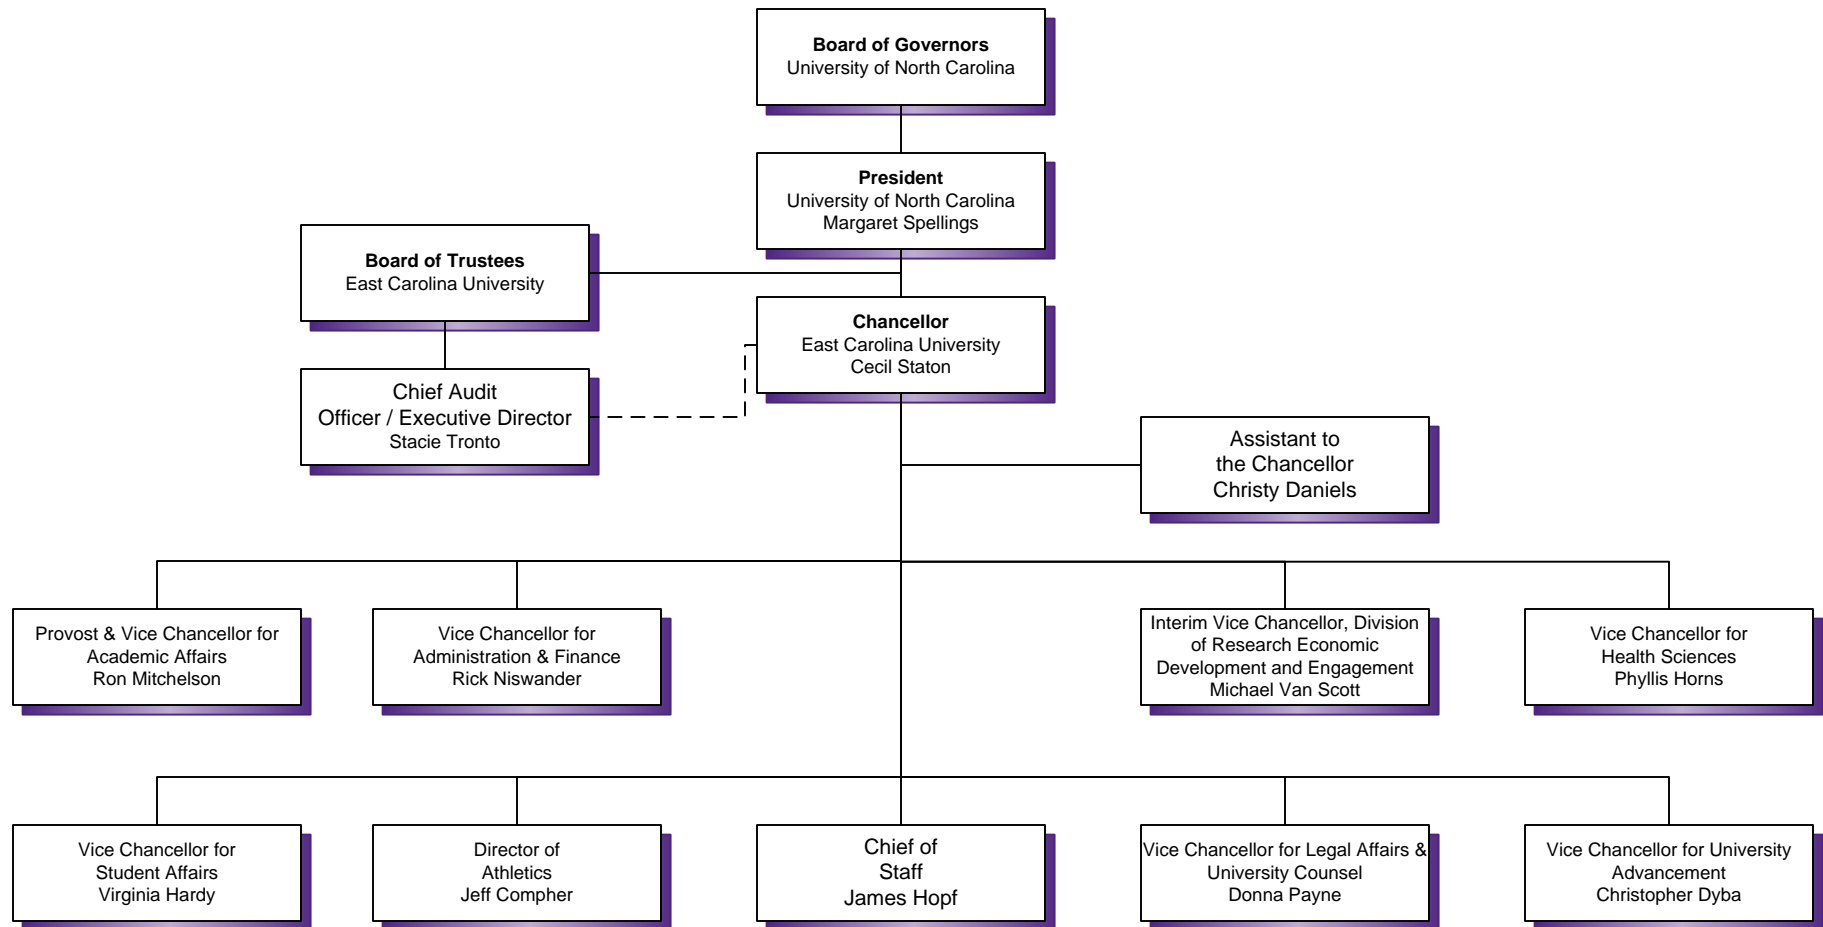 Board of Governors
University of North Carolina
President
University of North Carolina
Margaret Spellings
Board of Trustees
East Carolina University
Chancellor
East Carolina University
Cecil Staton
Chief Audit
Officer / Executive Director
Stacie Tronto
Assistant to
the Chancellor
Christy Daniels
Provost & Vice Chancellor for
Academic Affairs
Ron Mitchelson
Vice Chancellor for
Administration & Finance
Rick Niswander
Interim Vice Chancellor, Division
of Research Economic
Development and Engagement
Michael Van Scott
Vice Chancellor for
Health Sciences
Phyllis Horns
Vice Chancellor for
Student Affairs
Virginia Hardy
Director of
Athletics
Jeff Compher
Chief of
Staff
James Hopf
Vice Chancellor for Legal Affairs &
University Counsel
Donna Payne
Vice Chancellor for University
Advancement
Christopher Dyba